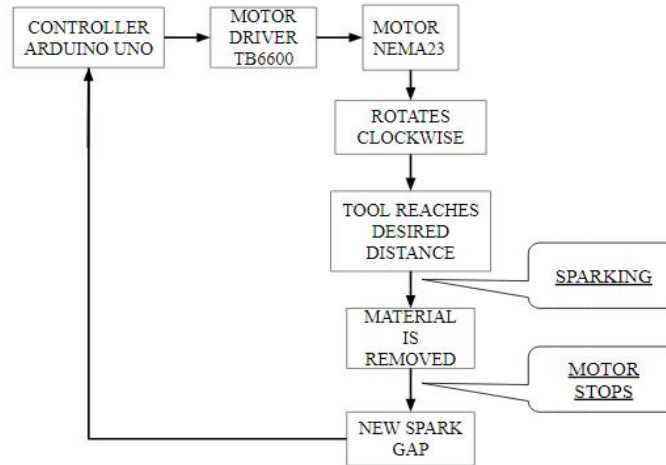 CONTROLLER
ARDUINO UNO
MOTOR
DRIVER
TB6600
MOTOR
NEMA23
ROTATES
CLOCKWISE
TOOL REACHES
DESIRED
DISTANCE
SPARKING
MATERIAL
IS
REMOVED
MOTOR
STOPS
NEW SPARK
GAP